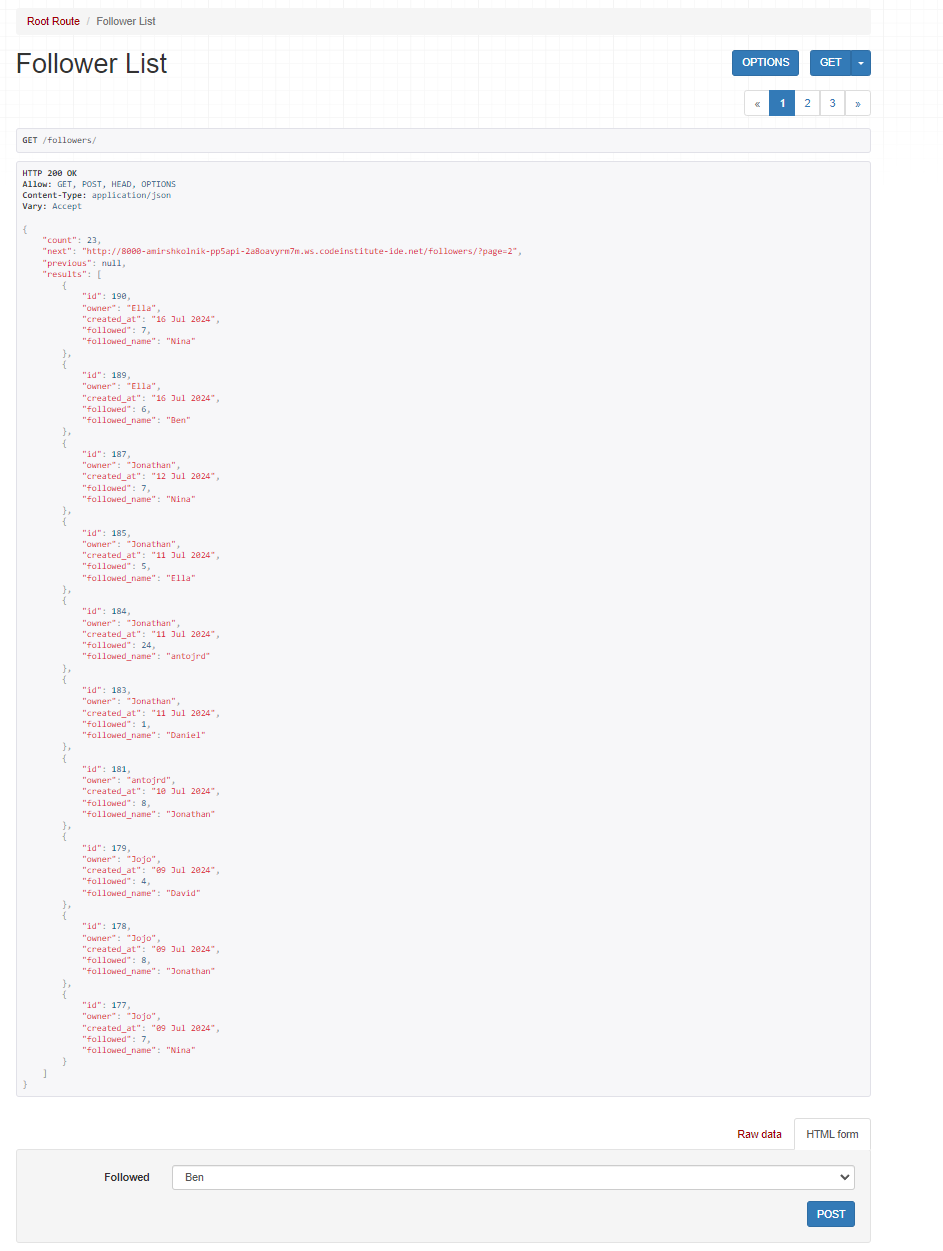 Root Route / Follower List
Follower List
OPTIONS GET
« 1 2 3 »
GET /followers/
HTTP 200 OK
Allow: GET, POST, HEAD, OPTIONS
Content-Type: application/json
Vary: Accept
{
    "count": 23,
    "next": "http://8000-amirshkolnik-pp5api-2a8oavyrm7m.ws.codeinstitute-ide.net/followers/?page=2",
    "previous": null,
    "results": [
        {
            "id": 190,
            "owner": "Ella",
            "created_at": "16 Jul 2024",
            "followed": 7,
            "followed_name": "Nina"
        },
        {
            "id": 189,
            "owner": "Ella",
            "created_at": "16 Jul 2024",
            "followed": 6,
            "followed_name": "Ben"
        },
        {
            "id": 187,
            "owner": "Jonathan",
            "created_at": "12 Jul 2024",
            "followed": 7,
            "followed_name": "Nina"
        },
        {
            "id": 185,
            "owner": "Jonathan",
            "created_at": "11 Jul 2024",
            "followed": 5,
            "followed_name": "Ella"
        },
        {
            "id": 184,
            "owner": "Jonathan",
            "created_at": "11 Jul 2024",
            "followed": 24,
            "followed_name": "antojrd"
        },
        {
            "id": 183,
            "owner": "Jonathan",
            "created_at": "11 Jul 2024",
            "followed": 1,
            "followed_name": "Daniel"
        },
        {
            "id": 181,
            "owner": "antojrd",
            "created_at": "10 Jul 2024",
            "followed": 8,
            "followed_name": "Jonathan"
        },
        {
            "id": 179,
            "owner": "Jojo",
            "created_at": "09 Jul 2024",
            "followed": 4,
            "followed_name": "David"
        },
        {
            "id": 178,
            "owner": "Jojo",
            "created_at": "09 Jul 2024",
            "followed": 8,
            "followed_name": "Jonathan"
        },
        {
            "id": 177,
            "owner": "Jojo",
            "created_at": "09 Jul 2024",
            "followed": 7,
            "followed_name": "Nina"
        }
    ]
}
Raw data HTML form
Followed Ben
POST